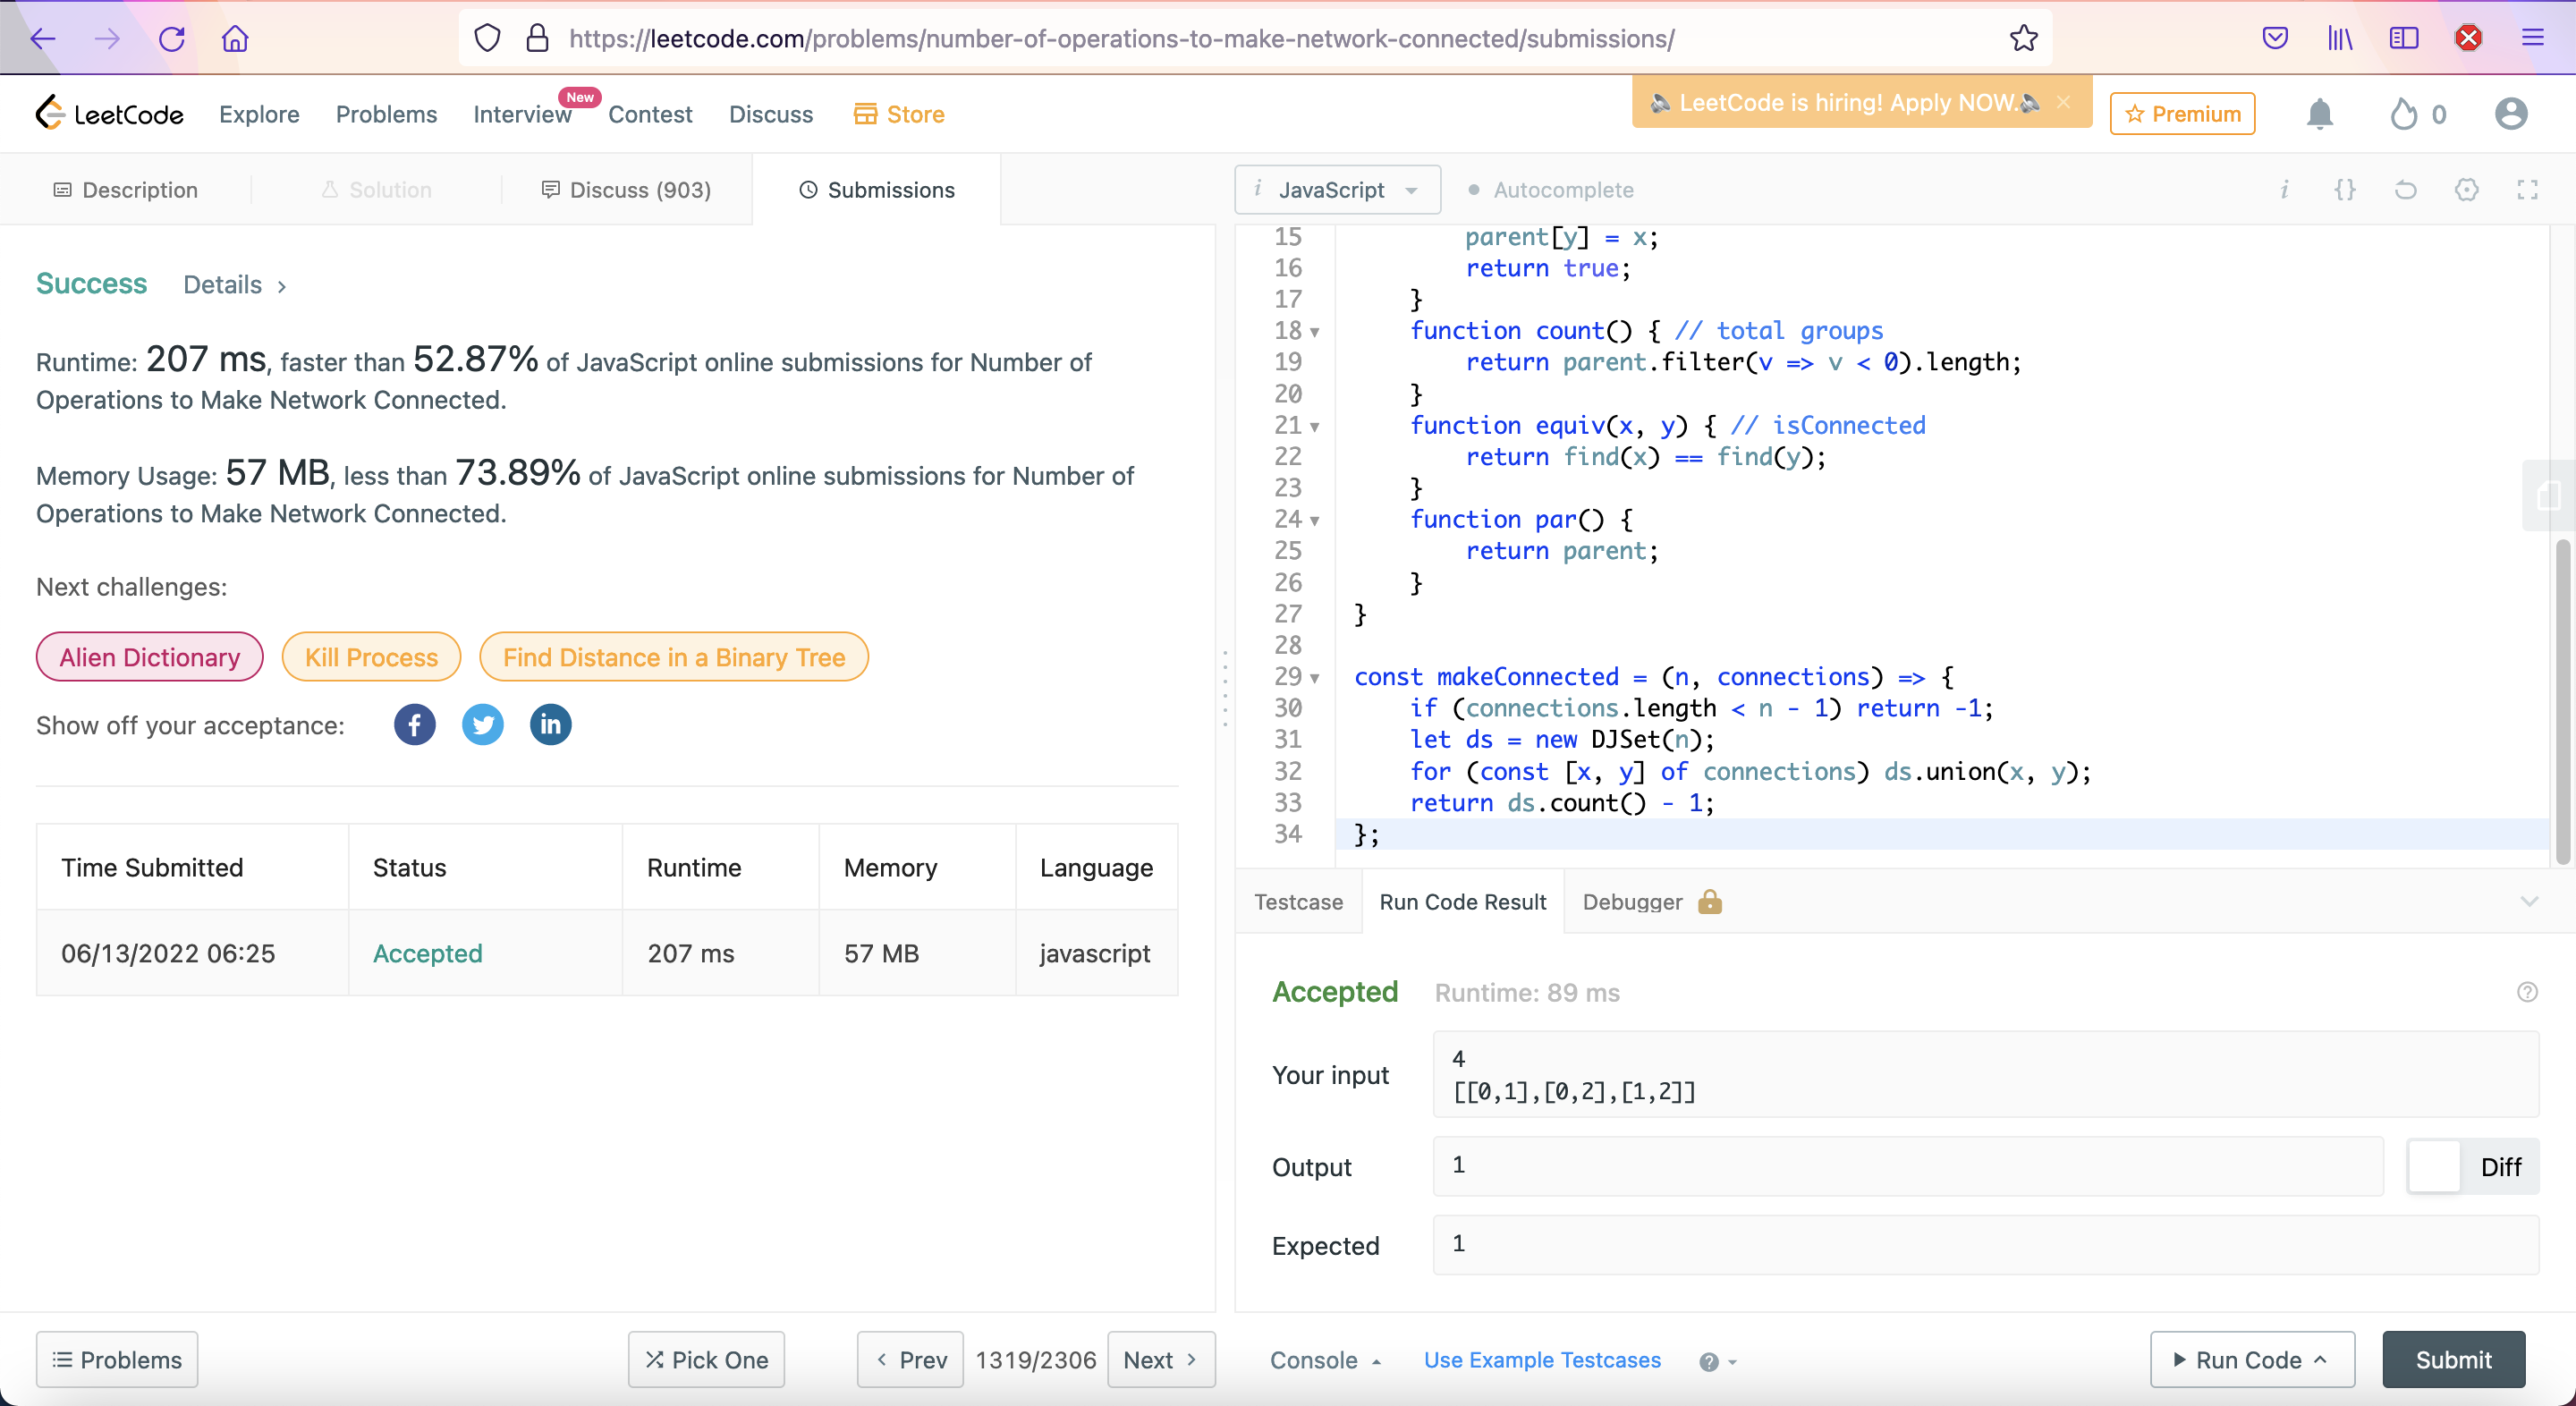 https://leetcode.com/problems/number-of-operations-to-make-network-connected/submissions/
LeetCode
Explore
Problems
Interview
New
Contest
Discuss
Store
LeetCode is hiring! Apply NOW.
Premium
0
Description
Solution
Discuss (903)
Submissions
Success Details >
Runtime: 207 ms, faster than 52.87% of JavaScript online submissions for Number of
Operations to Make Network Connected.
Memory Usage: 57 MB, less than 73.89% of JavaScript online submissions for Number of
Operations to Make Network Connected.
Next challenges:
Alien Dictionary
Kill Process
Find Distance in a Binary Tree
Show off your acceptance:
Time Submitted Status Runtime Memory Language
06/13/2022 06:25 Accepted 207 ms 57 MB javascript
Problems
Pick One
Prev
1319/2306
Next
i JavaScript
Autocomplete
15 parent[y] = x;
16 return true;
17 }
18 function count() { // total groups
19 return parent.filter(v => v < 0).length;
20 }
21 function equiv(x, y) { // isConnected
22 return find(x) == find(y);
23 }
24 function par() {
25 return parent;
26 }
27 }
28
29 const makeConnected = (n, connections) => {
30 if (connections.length < n - 1) return -1;
31 let ds = new DJSet(n);
32 for (const [x, y] of connections) ds.union(x, y);
33 return ds.count() - 1;
34 };
Testcase
Run Code Result
Debugger
Accepted Runtime: 89 ms
Your input
4
[[0,1],[0,2],[1,2]]
Output
1
Diff
Expected
1
Console
Use Example Testcases
Run Code
Submit